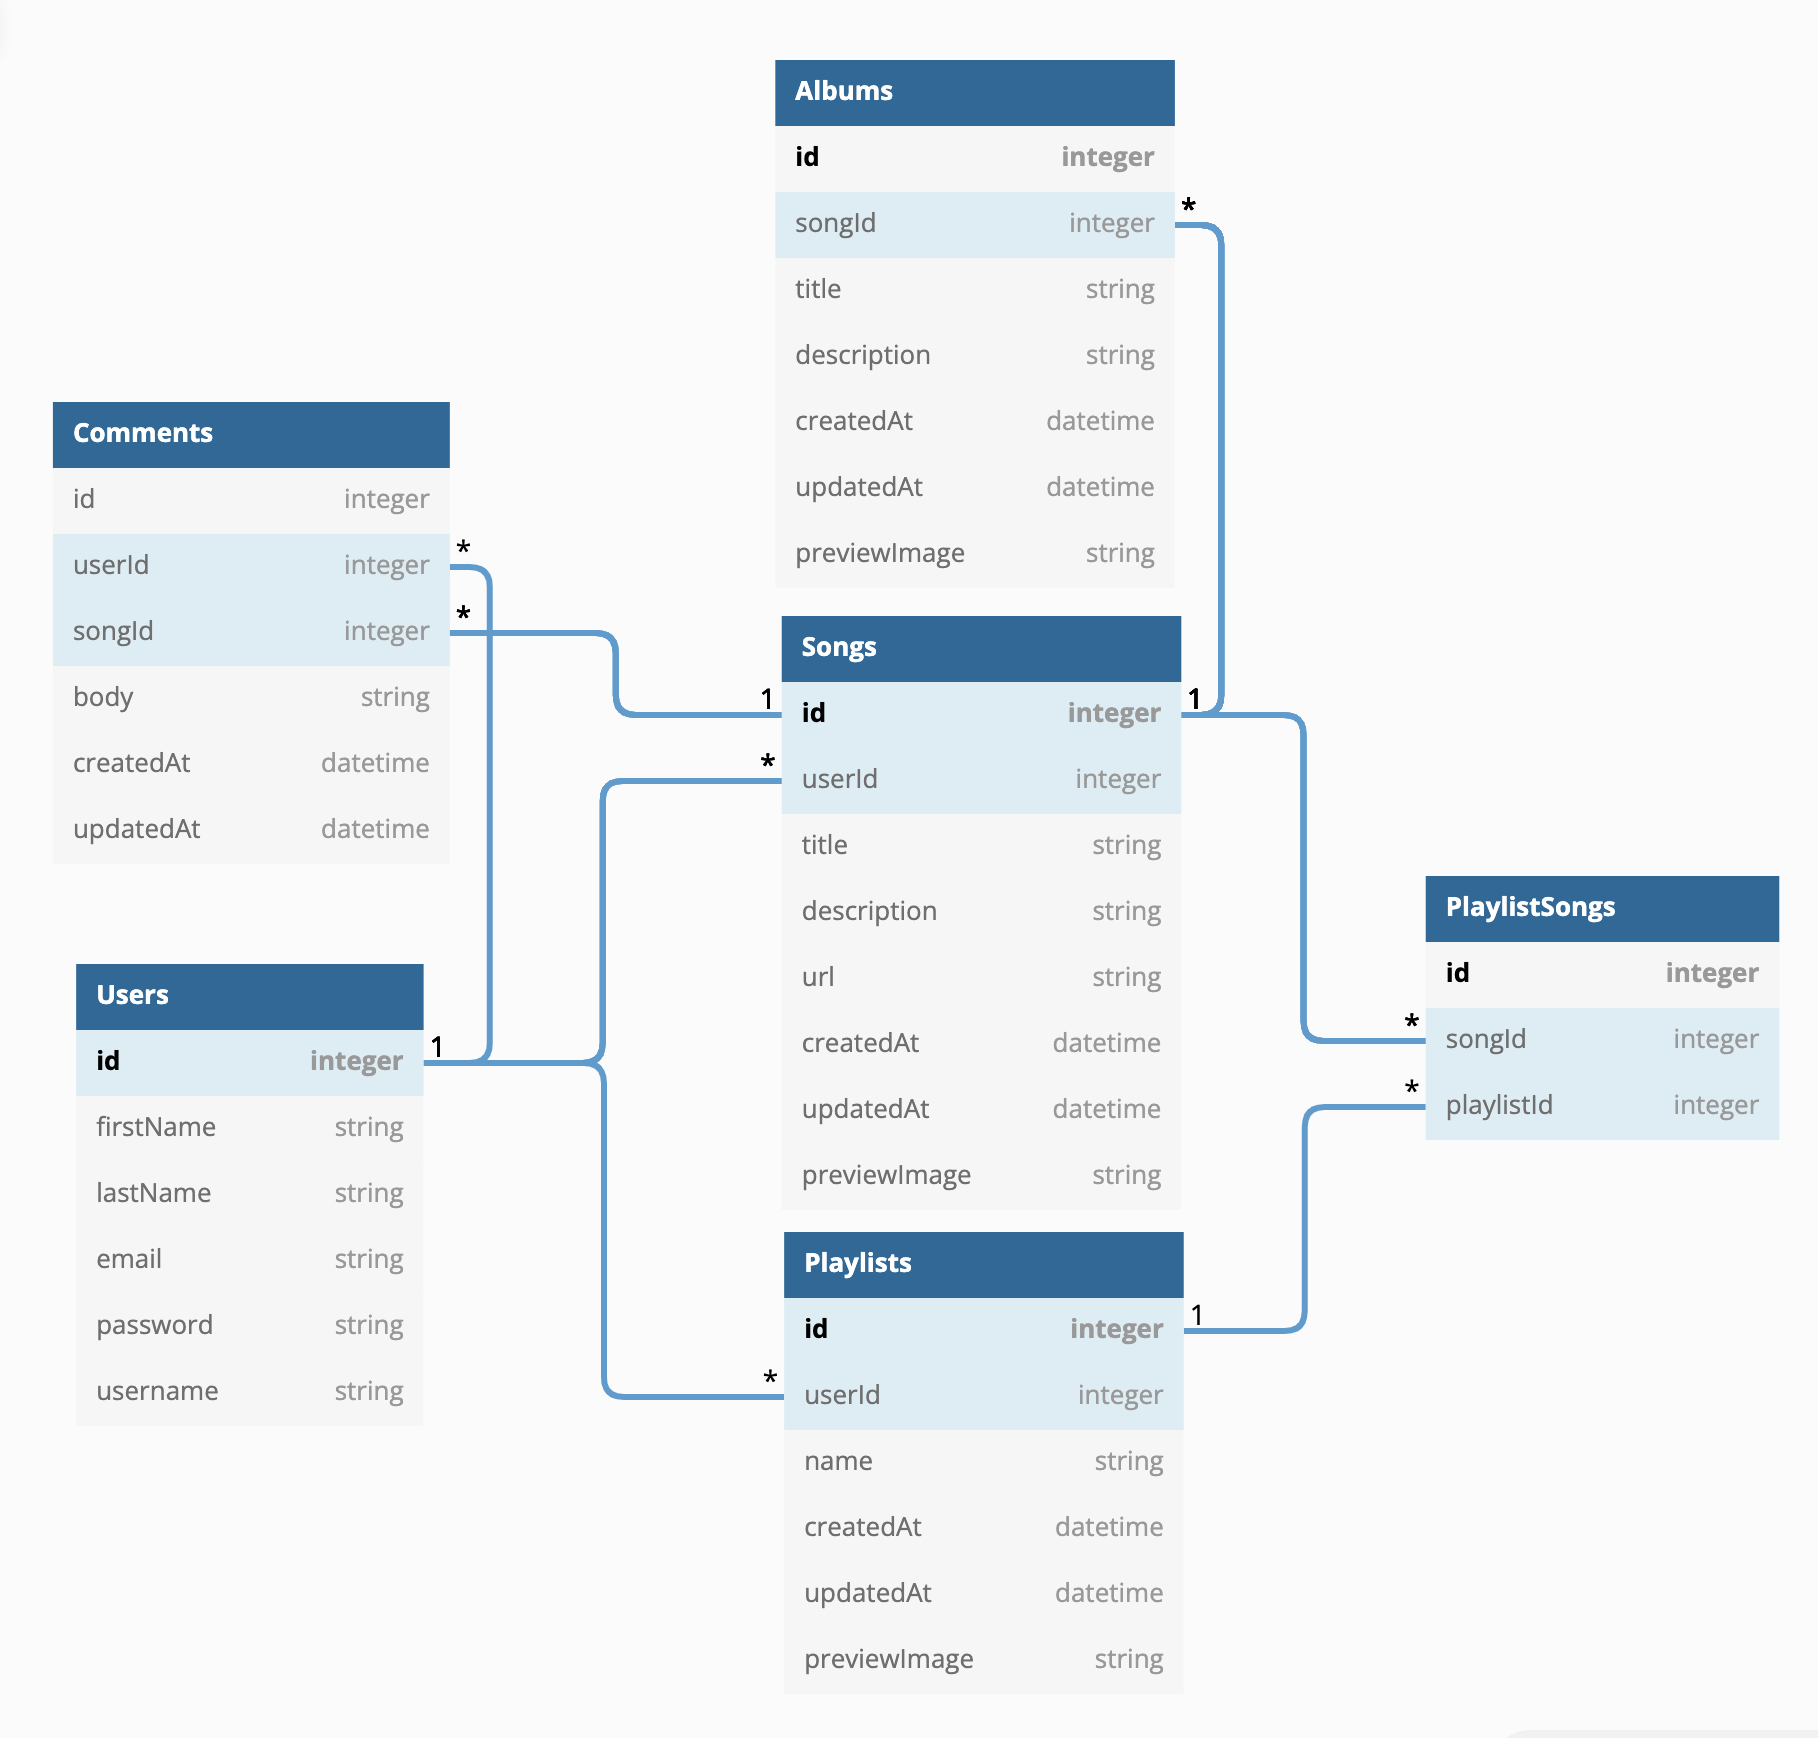 Albums
id integer
songId integer
title string
description string
createdAt datetime
updatedAt datetime
previewImage string
*
Comments
id integer
userId integer
songId integer
body string
createdAt datetime
updatedAt datetime
*
*
Songs
id integer
userId integer
title string
description string
url string
createdAt datetime
updatedAt datetime
previewImage string
1
*
1
PlaylistSongs
id integer
songId integer
playlistId integer
*
*
Users
id integer
firstName string
lastName string
email string
password string
username string
1
Playlists
id integer
userId integer
name string
createdAt datetime
updatedAt datetime
previewImage string
1
*